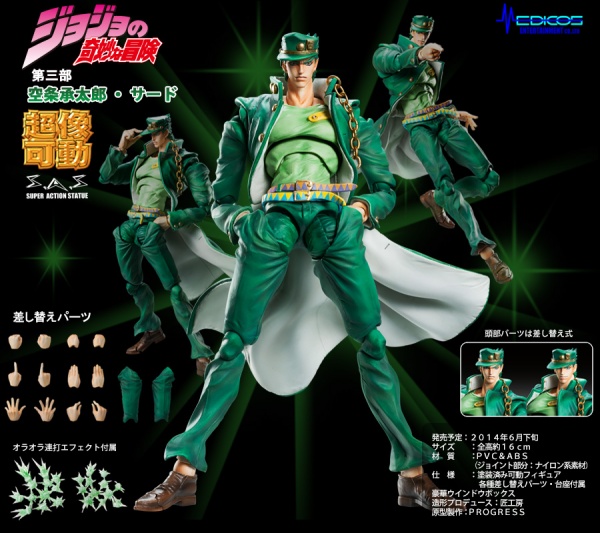 ジョジョの
奇妙な冒険
第三部
空条承太郎・サード
超像
可動
S.A.S
SUPER ACTION STATUE
MEDICOS
ENTERTAINMENT CO.,LTD
差し替えパーツ
オラオラ連打エフェクト付属
頭部パーツは差し替え式
発売予定：２０１４年６月下旬
サイズ　：全高約１６ｃｍ
材　質　：ＰＶＣ＆ＡＢＳ
（ジョイント部分：ナイロン系素材）
仕　様　：塗装済み可動フィギュア
各種差し替えパーツ・台座付属
豪華ウインドウボックス
造形プロデュース：匠工房
原型製作：ＰＲＯＧＲＥＳＳ